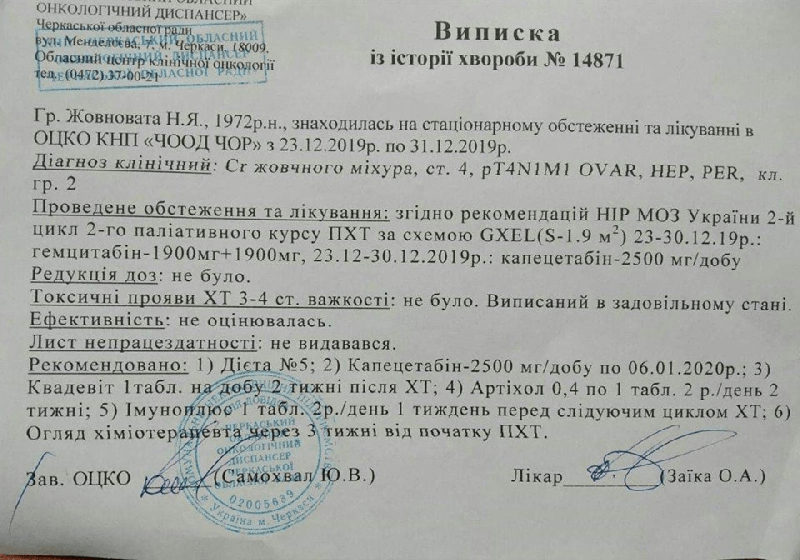 ОНКОЛОГІЧНИЙ ДИСПАНСЕР»
Черкаської обласної ради
вул. Менделєєва, 7, м. Черкаси, 18009.
Обласний центр клінічної онкології
тел. (0472) 37-00-21
Виписка
із історії хвороби № 14871
Гр. Жовновата Н.Я., 1972р.н., знаходилась на стаціонарному обстеженні та лікуванні в
ОЦКО КНП «ЧООД ЧОР» з 23.12.2019р. по 31.12.2019р.
Діагноз клінічний: Cr жовчного міхура, ст. 4, pT4N1M1 OVAR, HEP, PER, кл.
гр. 2
Проведене обстеження та лікування: згідно рекомендацій НІР МОЗ України 2-й
цикл 2-го паліативного курсу ПХТ за схемою GXEL(S-1.9 м²) 23-30.12.19р.:
гемцитабін-1900мг+1900мг, 23.12-30.12.2019р.: капецетабін-2500 мг/добу
Редукція доз: не було.
Токсичні прояви ХТ 3-4 ст. важкості: не було. Виписаний в задовільному стані.
Ефективність: не оцінювалась.
Лист непрацездатності: не видавався.
Рекомендовано: 1) Дієта №5; 2) Капецетабін-2500 мг/добу по 06.01.2020р.; 3)
Квадевіт 1табл. на добу 2 тижні після ХТ; 4) Артіхол 0,4 по 1 табл. 2 р./день 2
тижні; 5) Імуноплюс 1 табл. 2р./день 1 тиждень перед слідуючим циклом ХТ; 6)
Огляд хіміотерапевта через 3 тижні від початку ПХТ.
ЧЕРКАСЬКИЙ
ОНКОЛОГІЧНИЙ
ДИСПАНСЕР
ЧЕРКАСЬКОЇ
02005639
* Україна м. Черкаси *
Зав. ОЦКО (Самохвал Ю.В.) Лікар (Заїка О.А.)